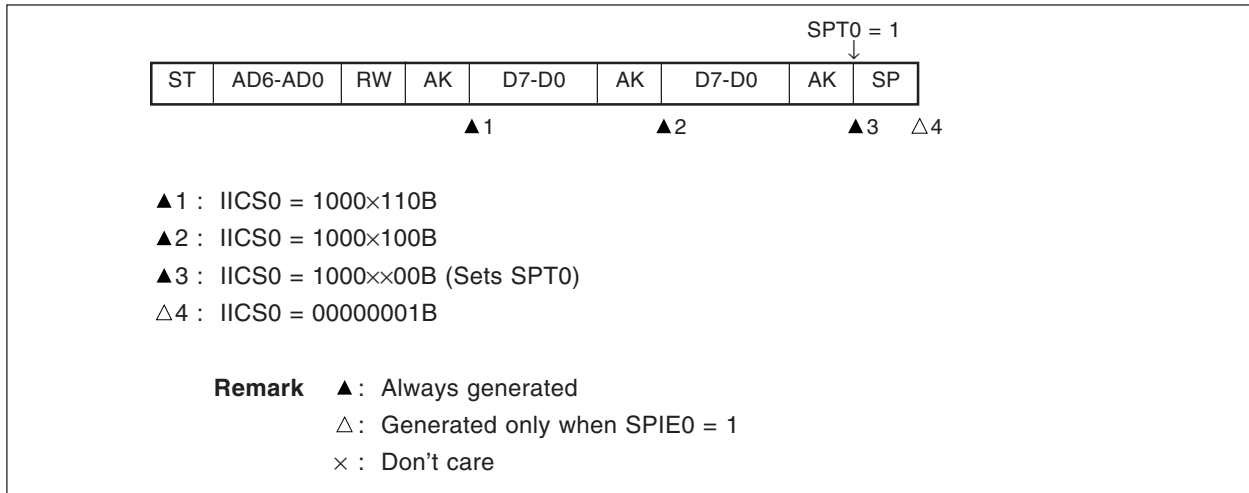 SPT0 = 1
↓
ST AD6-AD0 RW AK D7-D0 AK D7-D0 AK SP
▲1 ▲2 ▲3 △4
▲1 : IICS0 = 1000×110B
▲2 : IICS0 = 1000×100B
▲3 : IICS0 = 1000××00B (Sets SPT0)
△4 : IICS0 = 00000001B
Remark ▲: Always generated
△: Generated only when SPIE0 = 1
× : Don't care